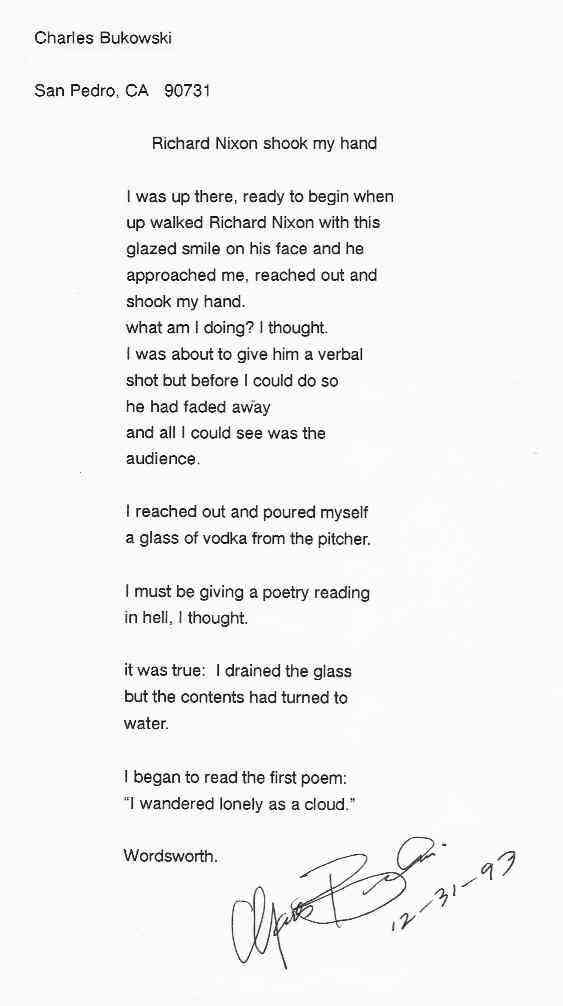 Charles Bukowski
San Pedro, CA 90731
Richard Nixon shook my hand
I was up there, ready to begin when
up walked Richard Nixon with this
glazed smile on his face and he
approached me, reached out and
shook my hand.
what am I doing? I thought.
I was about to give him a verbal
shot but before I could do so
he had faded away
and all I could see was the
audience.
I reached out and poured myself
a glass of vodka from the pitcher.
I must be giving a poetry reading
in hell, I thought.
it was true: I drained the glass
but the contents had turned to
water.
I began to read the first poem:
“I wandered lonely as a cloud.”
Wordsworth.
12-31-93